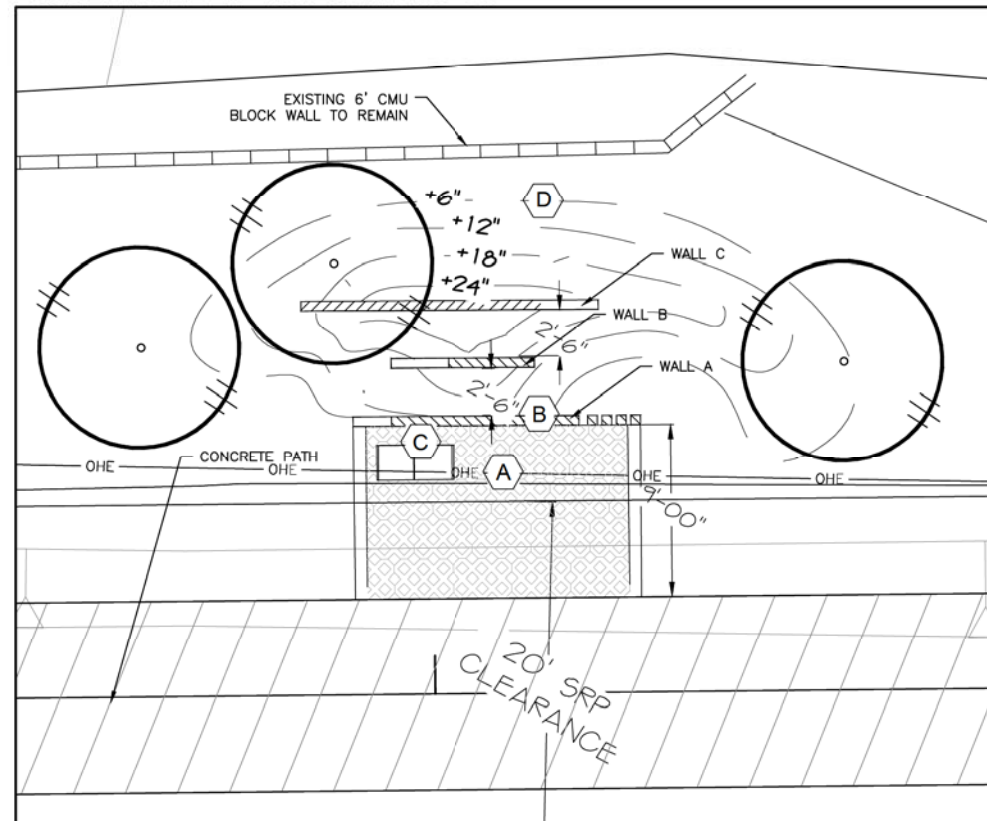 EXISTING 6' CMU
BLOCK WALL TO REMAIN
+6"
D
+12"
+18"
WALL C
+24"
WALL B
2'-6"
WALL A
2'-6"
B
C
CONCRETE PATH
OHE
OHE
OHE
A
OHE
OHE
9'-00"
20' SRP
CLEARANCE